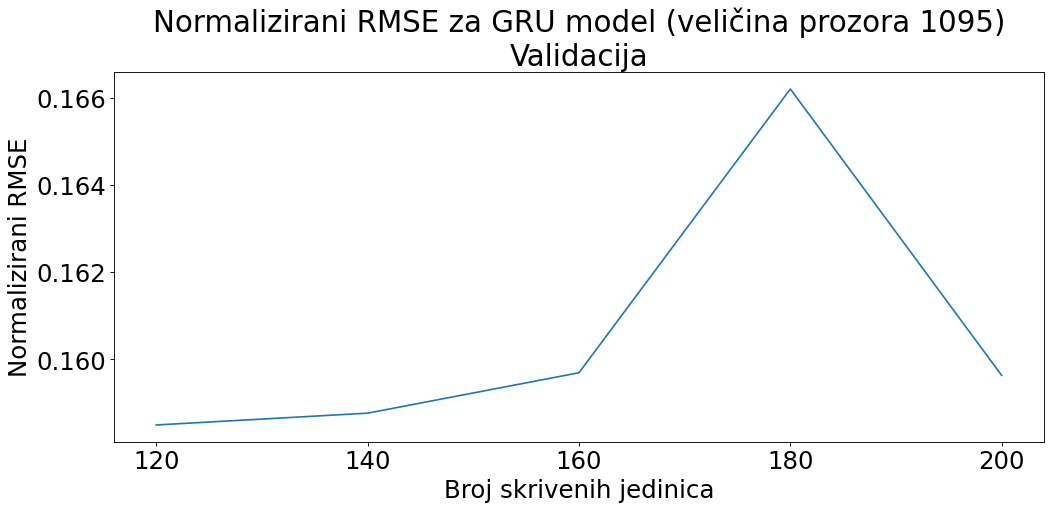 Normalizirani RMSE za GRU model (veličina prozora 1095)
Validacija
Normalizirani RMSE
0.166
0.164
0.162
0.160
120 140 160 180 200
Broj skrivenih jedinica